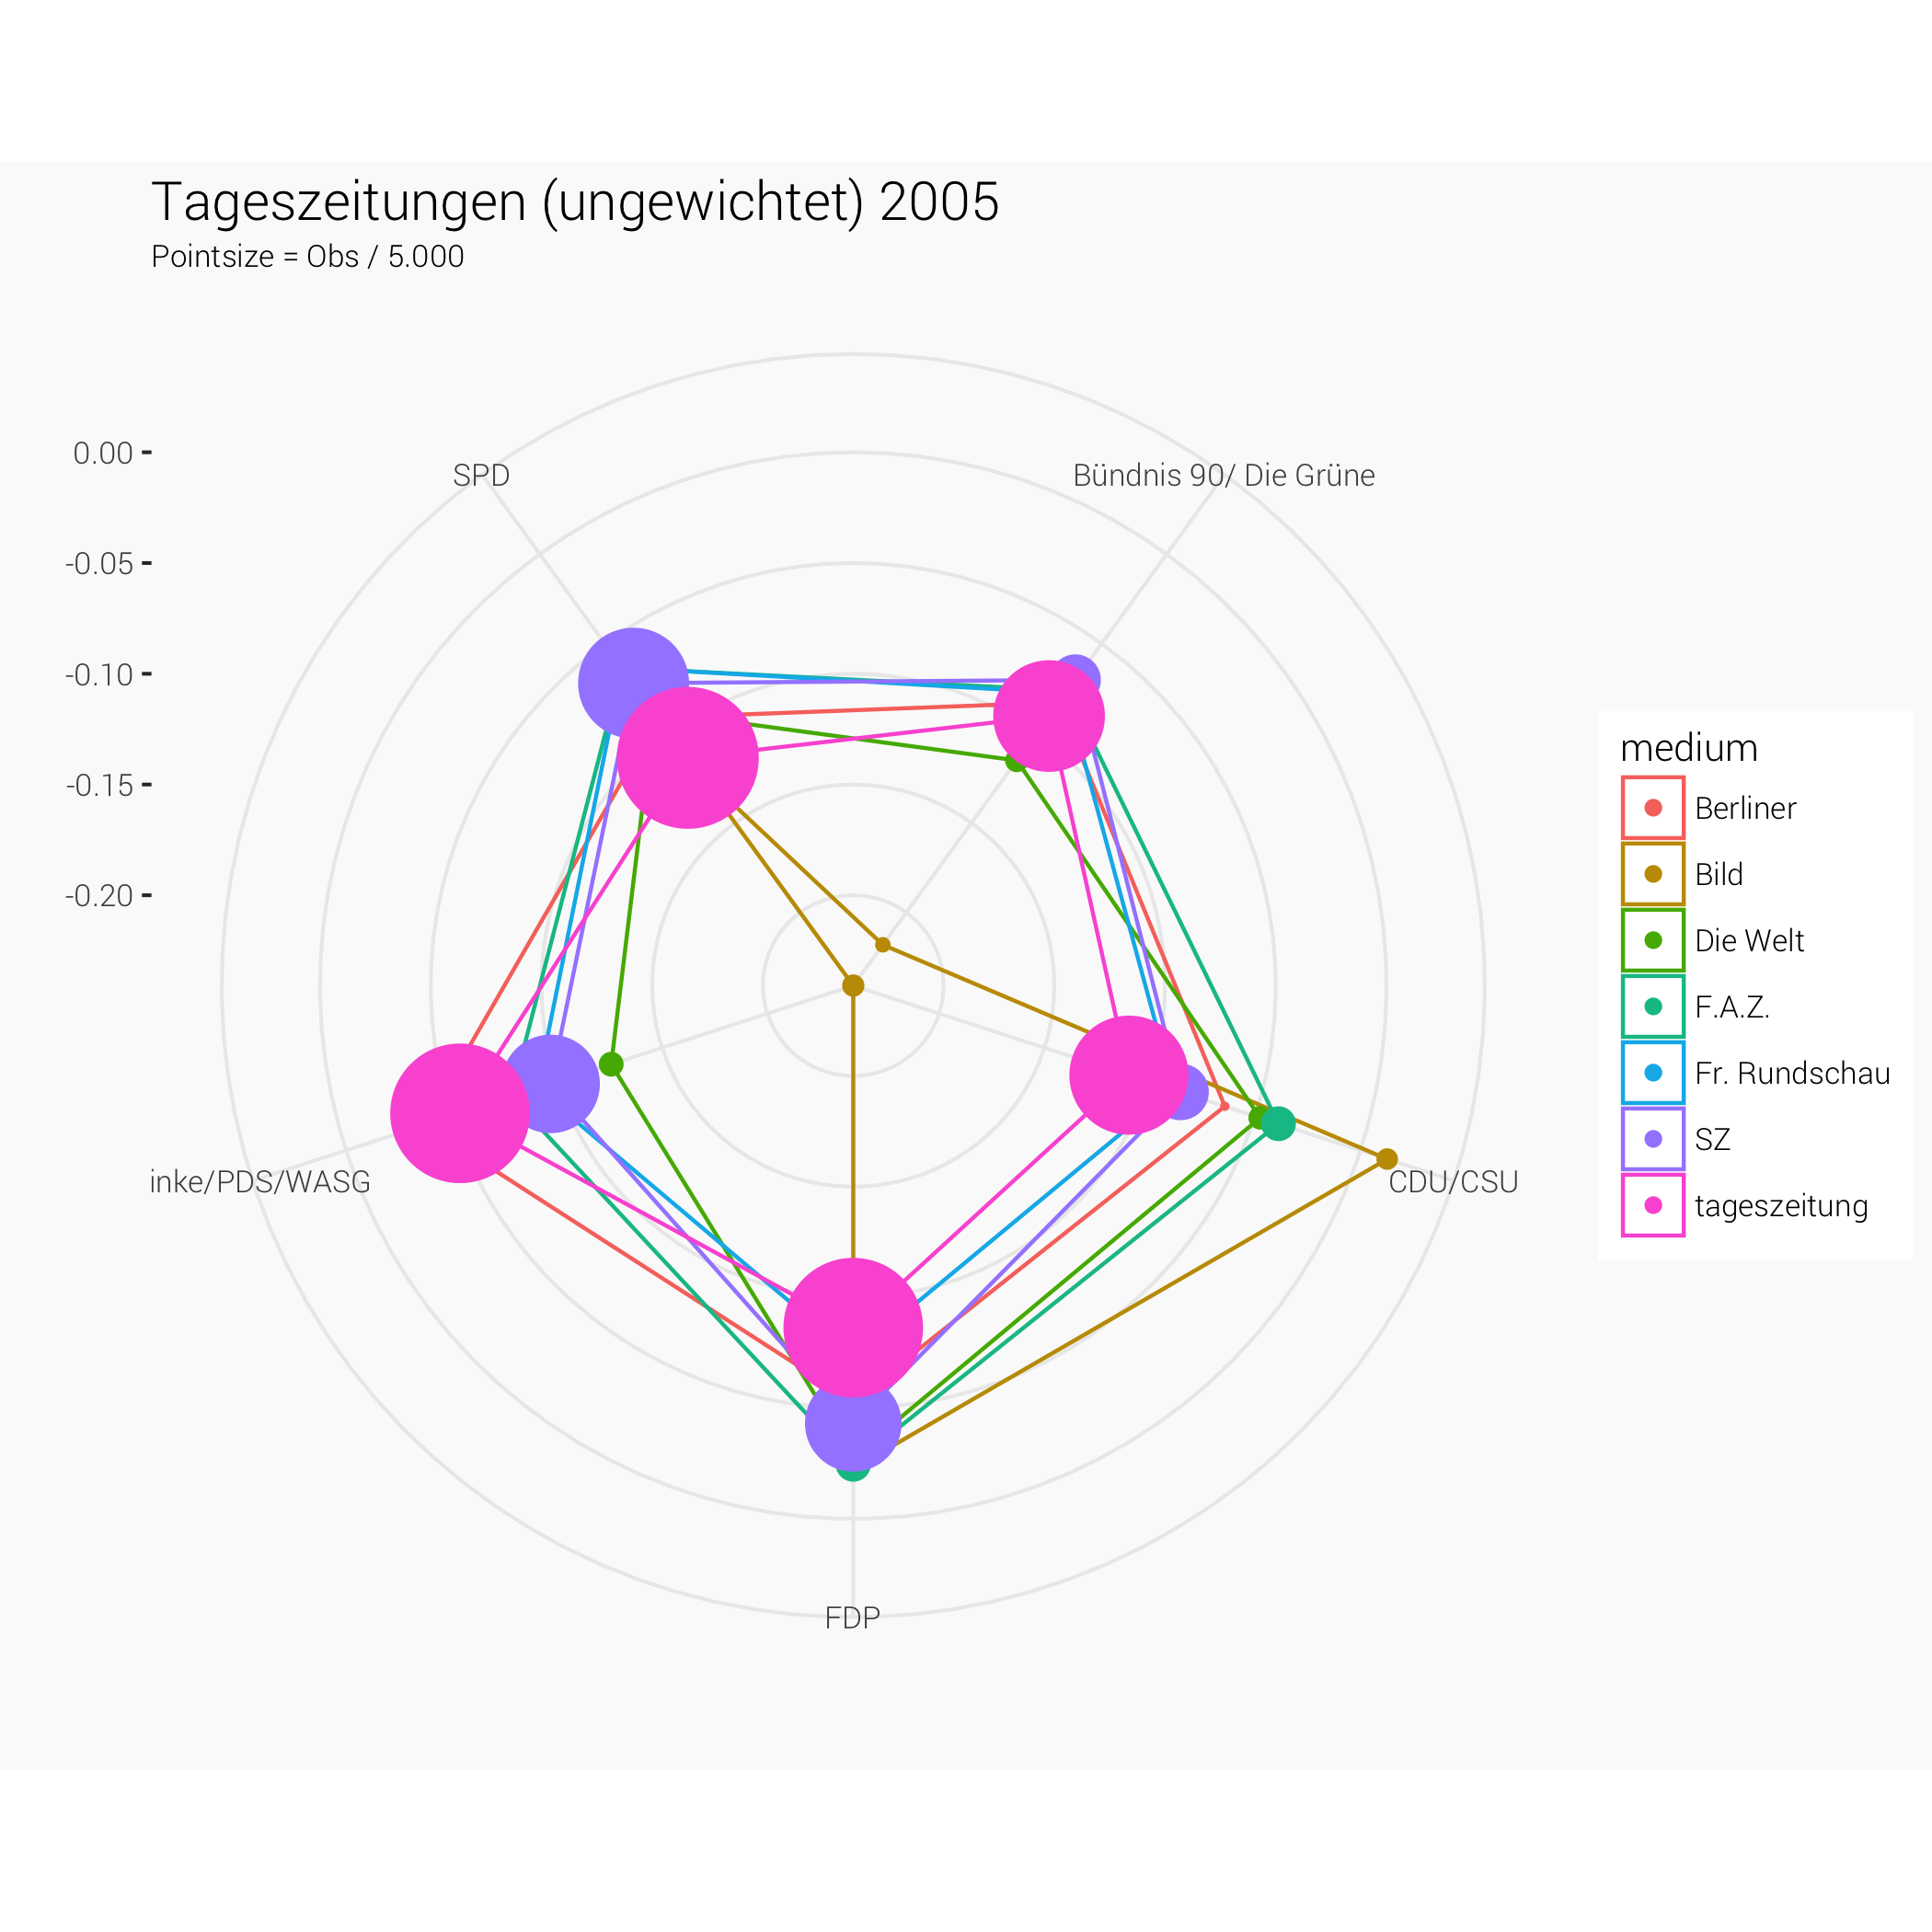 Tageszeitungen (ungewichtet) 2005
Pointsize = Obs / 5.000
0.00
-0.05
-0.10
-0.15
-0.20
SPD
Bündnis 90/ Die Grüne
inke/PDS/WASG
CDU/CSU
FDP
medium
Berliner
Bild
Die Welt
F.A.Z.
Fr. Rundschau
SZ
tageszeitung